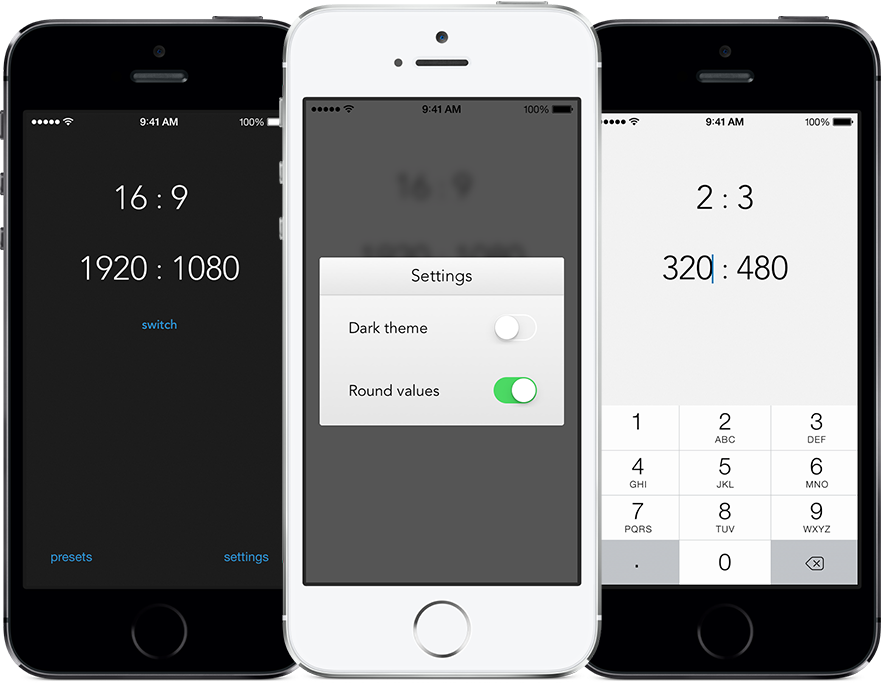 9:41 AM 100%
16 : 9
1920 : 1080
switch
presets settings
9:41 AM 100%
16 : 9
1920 : 1080
Settings
Dark theme
Round values
9:41 AM 100%
2 : 3
320 : 480
1 2 3
ABC DEF
4 5 6
GHI JKL MNO
7 8 9
PQRS TUV WXYZ
. 0